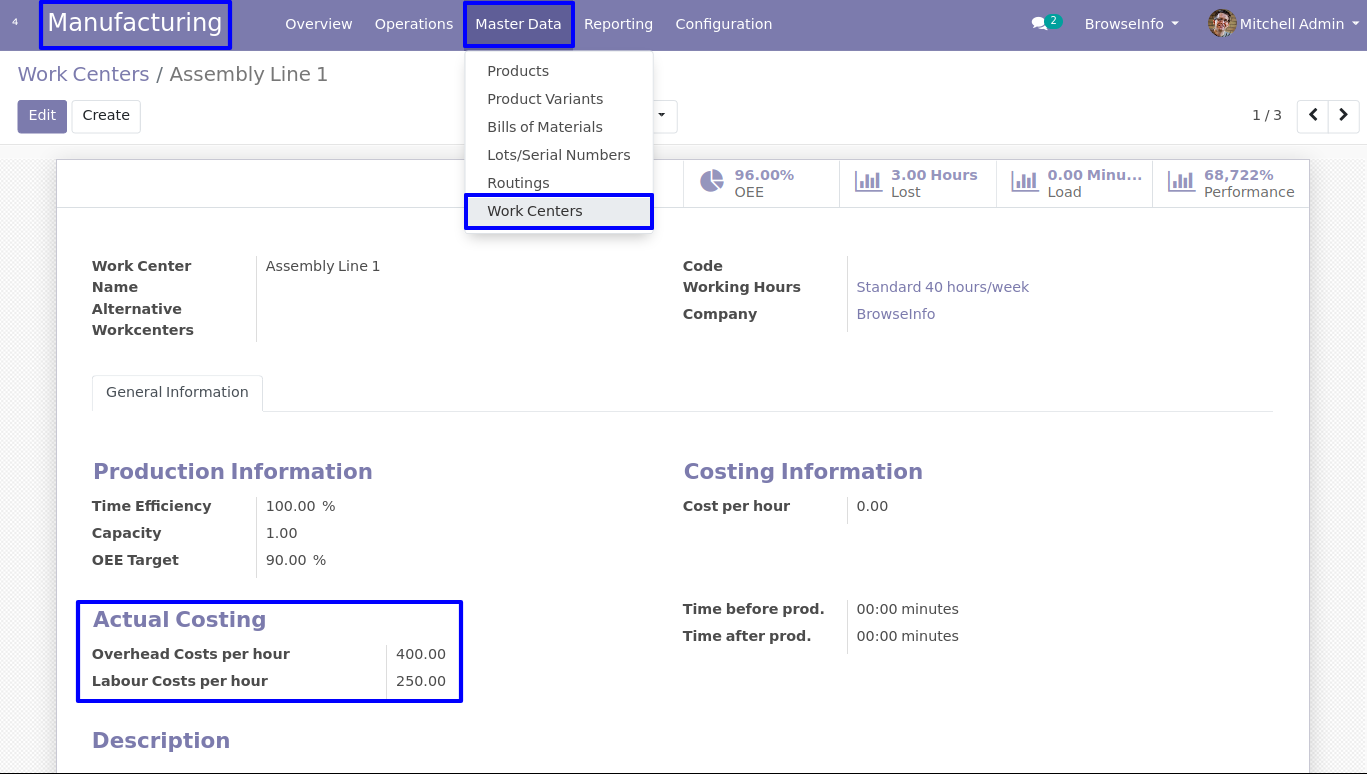 4 Manufacturing Overview Operations Master Data Reporting Configuration 2 BrowseInfo Mitchell Admin
Work Centers / Assembly Line 1
Edit Create
1 / 3
Products
Product Variants
Bills of Materials
Lots/Serial Numbers
Routings
Work Centers
96.00%
OEE
3.00 Hours
Lost
0.00 Minu...
Load
68,722%
Performance
Work Center Name Assembly Line 1
Alternative Workcenters
Code
Working Hours Standard 40 hours/week
Company BrowseInfo
General Information
Production Information
Time Efficiency 100.00 %
Capacity 1.00
OEE Target 90.00 %
Costing Information
Cost per hour 0.00
Actual Costing
Overhead Costs per hour 400.00
Labour Costs per hour 250.00
Time before prod. 00:00 minutes
Time after prod. 00:00 minutes
Description